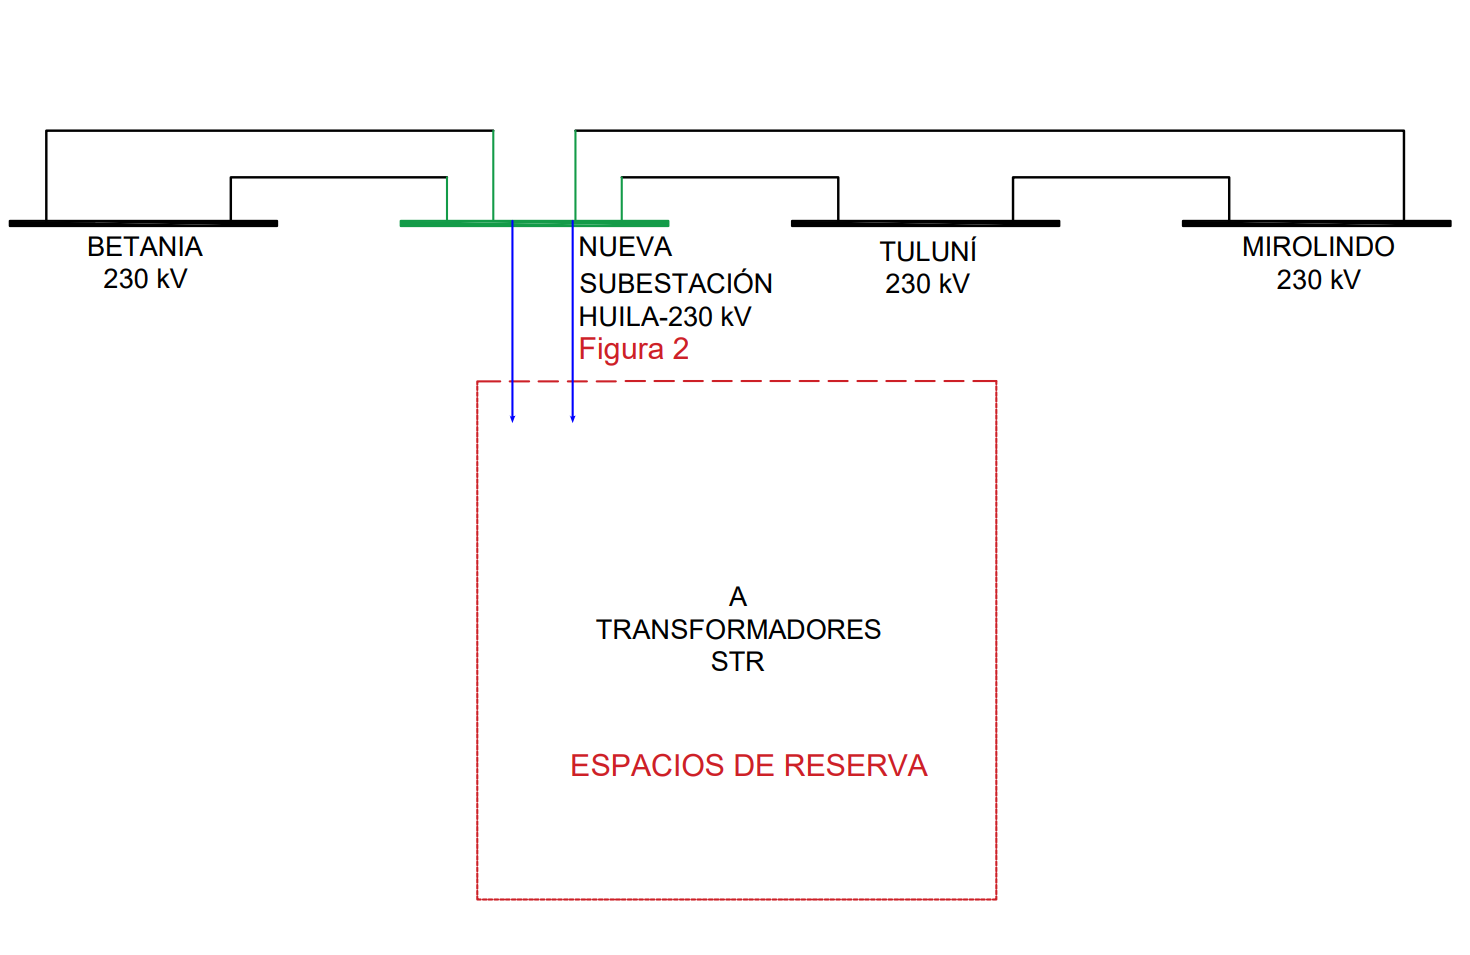 BETANIA
230 kV
NUEVA
SUBESTACIÓN
HUILA-230 kV
Figura 2
TULUNÍ
230 kV
MIROLINDO
230 kV
A
TRANSFORMADORES
STR
ESPACIOS DE RESERVA